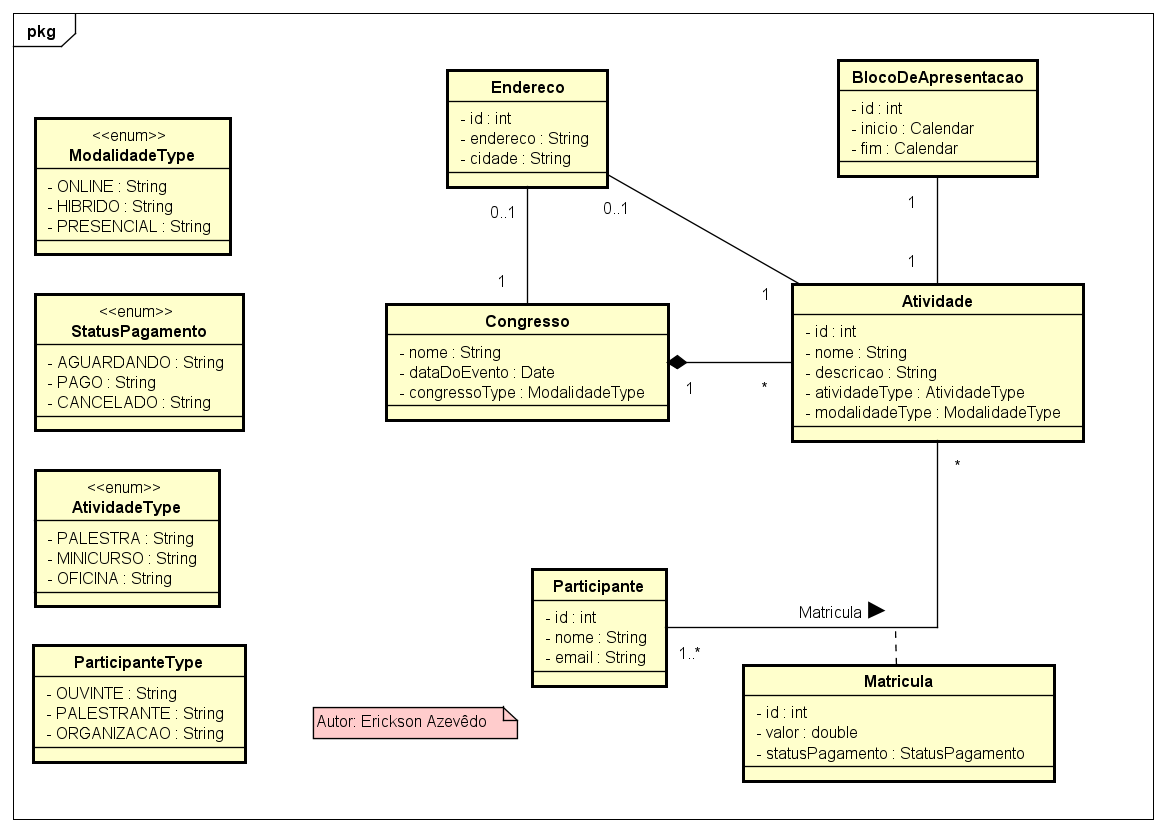 pkg
<<enum>>
ModalidadeType
- ONLINE : String
- HIBRIDO : String
- PRESENCIAL : String
<<enum>>
StatusPagamento
- AGUARDANDO : String
- PAGO : String
- CANCELADO : String
<<enum>>
AtividadeType
- PALESTRA : String
- MINICURSO : String
- OFICINA : String
ParticipanteType
- OUVINTE : String
- PALESTRANTE : String
- ORGANIZACAO : String
Endereco
- id : int
- endereco : String
- cidade : String
BlocoDeApresentacao
- id : int
- inicio : Calendar
- fim : Calendar
0..1
0..1
1
1
1
1
Congresso
- nome : String
- dataDoEvento : Date
- congressoType : ModalidadeType
1
*
Atividade
- id : int
- nome : String
- descricao : String
- atividadeType : AtividadeType
- modalidadeType : ModalidadeType
*
Participante
- id : int
- nome : String
- email : String
1..*
Matricula
Matricula
- id : int
- valor : double
- statusPagamento : StatusPagamento
Autor: Erickson Azevêdo